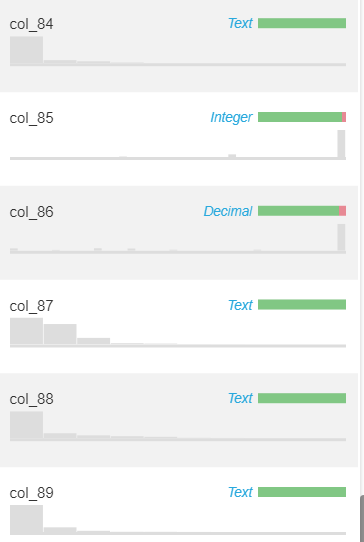 col_84 Text
col_85 Integer
col_86 Decimal
col_87 Text
col_88 Text
col_89 Text